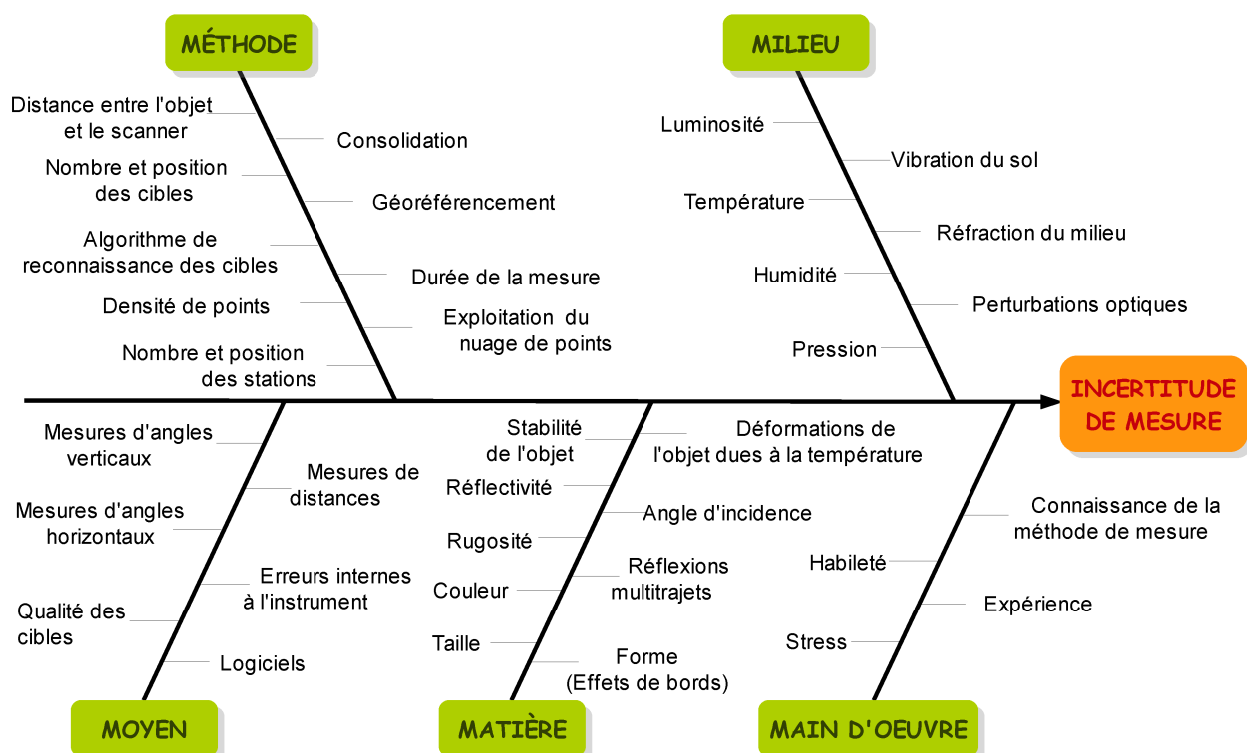 MÉTHODE
Distance entre l'objet
et le scanner
Consolidation
Nombre et position
des cibles
Géoréférencement
Algorithme de
reconnaissance des cibles
Durée de la mesure
Densité de points
Exploitation du
nuage de points
Nombre et position
des stations
MILIEU
Luminosité
Vibration du sol
Température
Réfraction du milieu
Humidité
Perturbations optiques
Pression
INCERTITUDE
DE MESURE
Mesures d'angles
verticaux
Mesures de
distances
Mesures d'angles
horizontaux
Erreurs internes
à l'instrument
Qualité des
cibles
Logiciels
MOYEN
Stabilité
de l'objet
Déformations de
l'objet dues à la température
Réflectivité
Angle d'incidence
Rugosité
Réflexions
multitrajets
Couleur
Taille
Forme
(Effets de bords)
MATIÈRE
Connaissance de la
méthode de mesure
Habileté
Expérience
Stress
MAIN D'OEUVRE